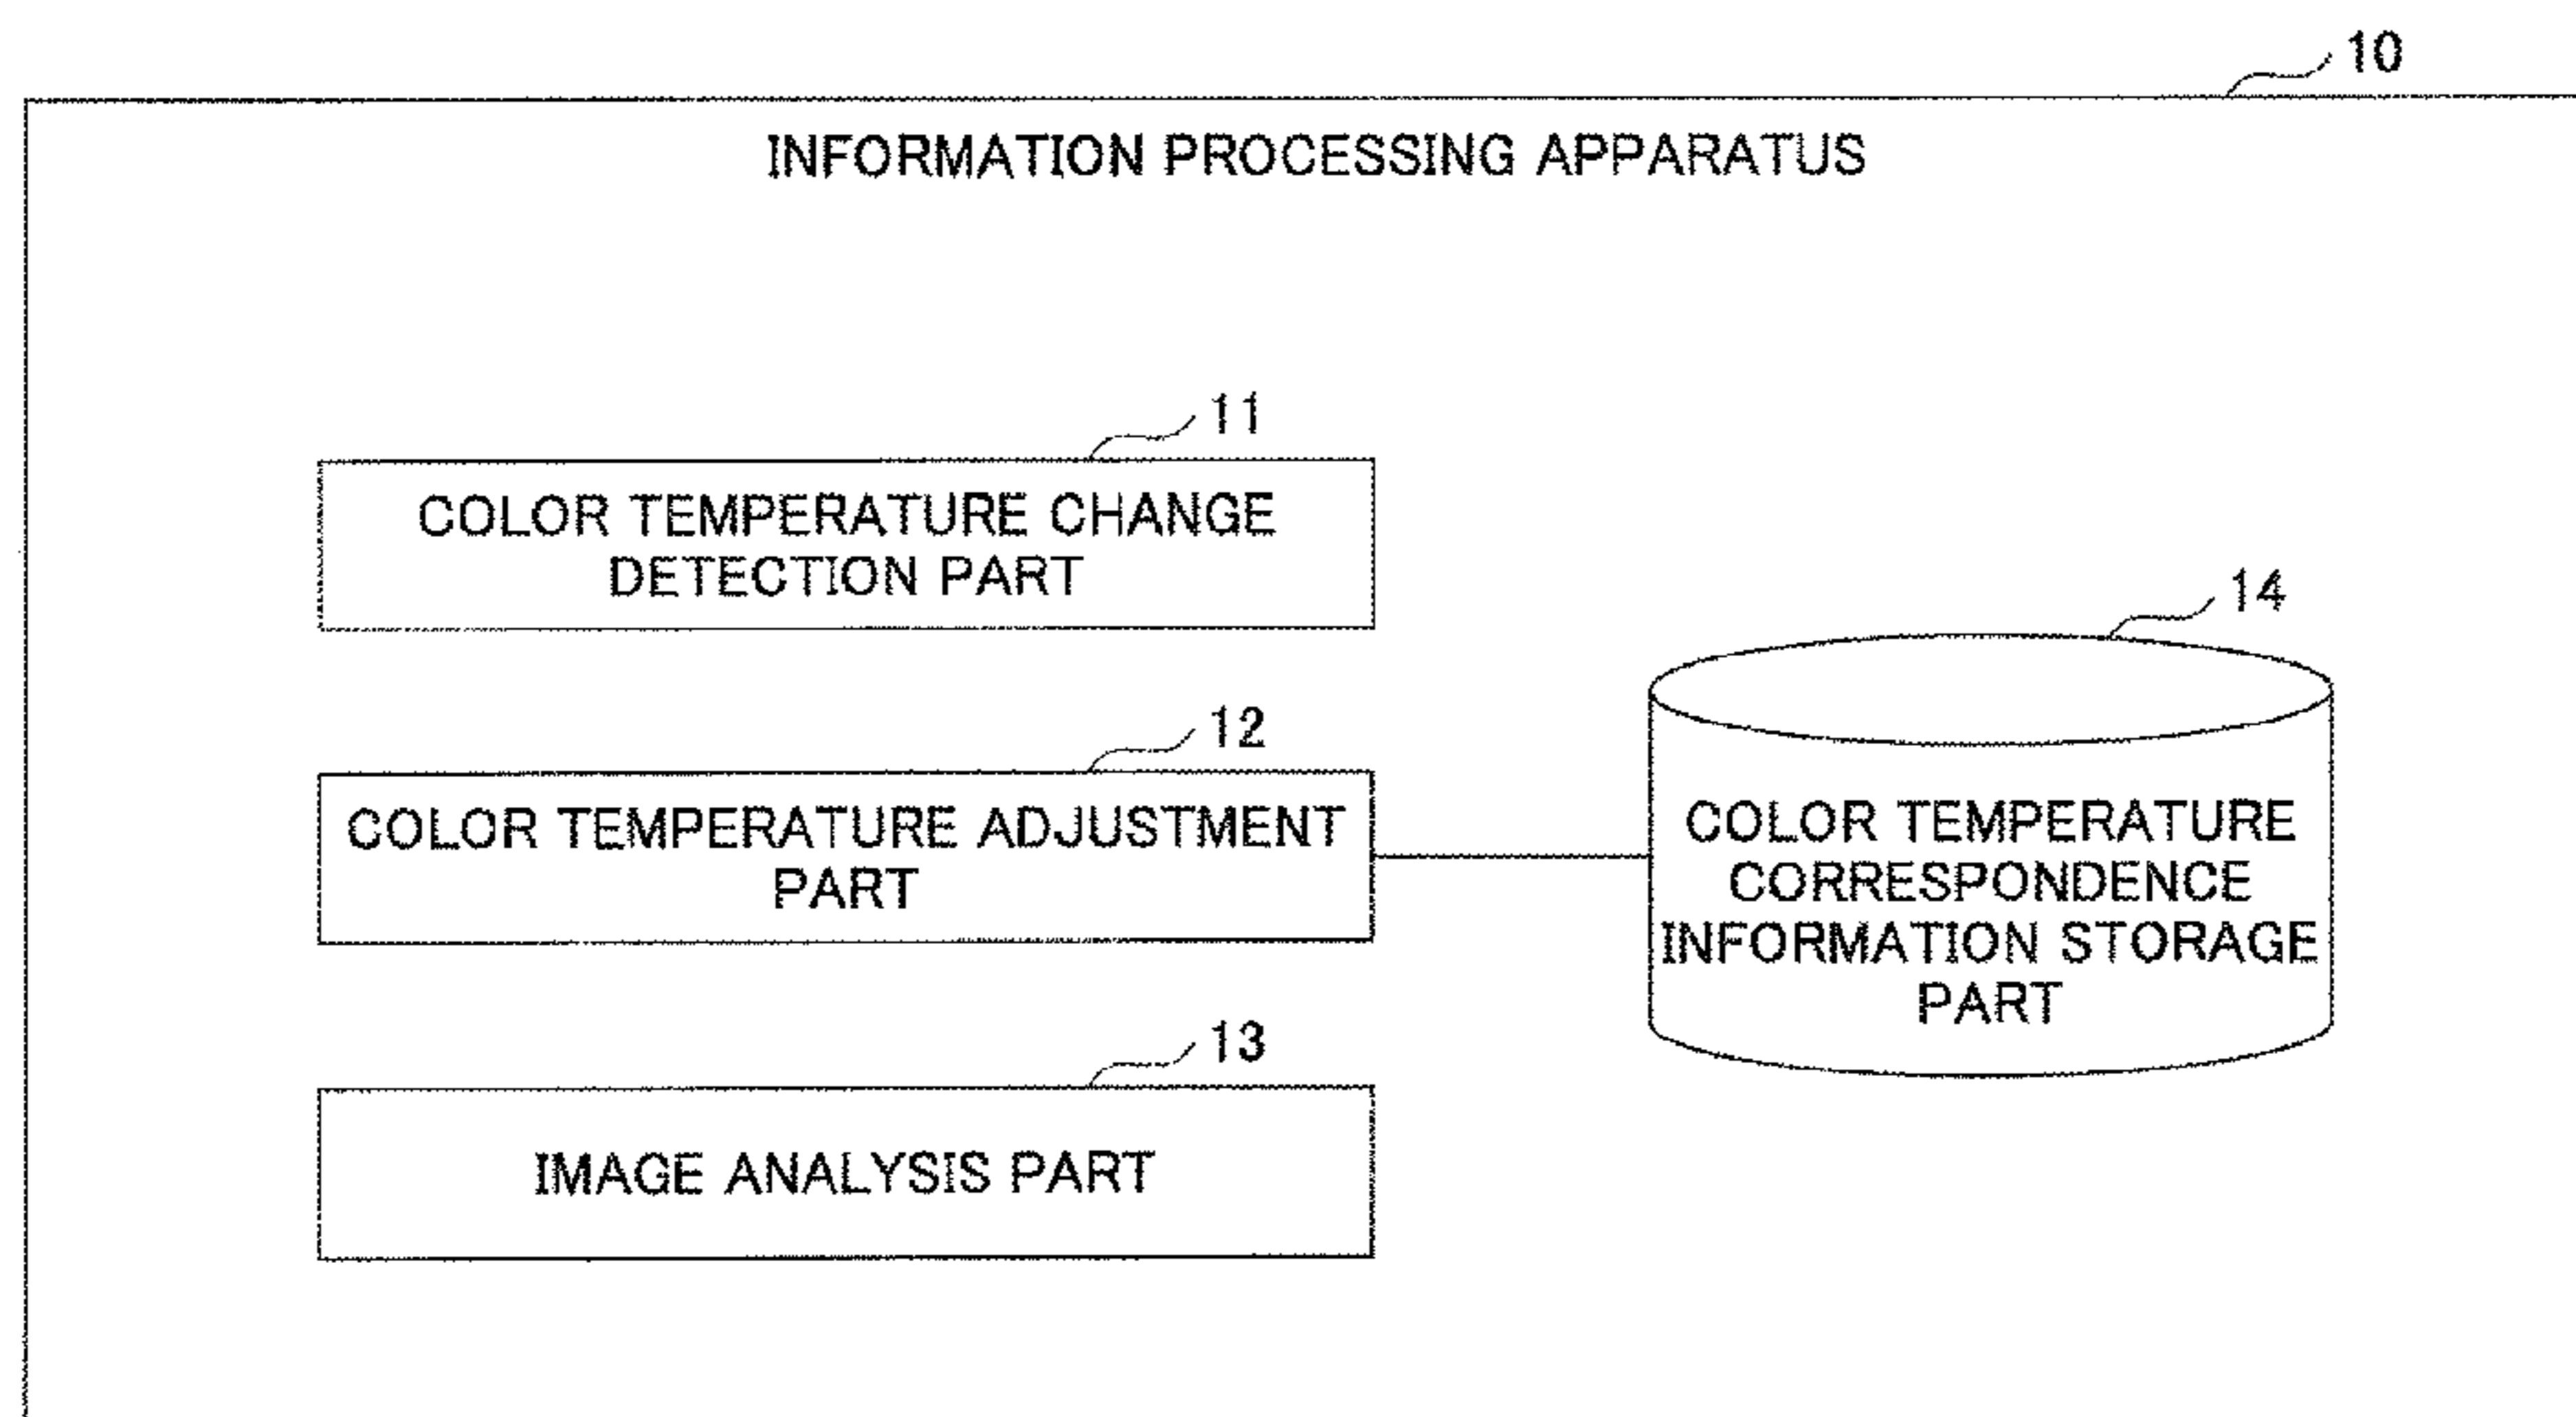 10
INFORMATION PROCESSING APPARATUS
11
COLOR TEMPERATURE CHANGE
DETECTION PART
14
12
COLOR TEMPERATURE ADJUSTMENT
PART
COLOR TEMPERATURE
CORRESPONDENCE
INFORMATION STORAGE
PART
13
IMAGE ANALYSIS PART